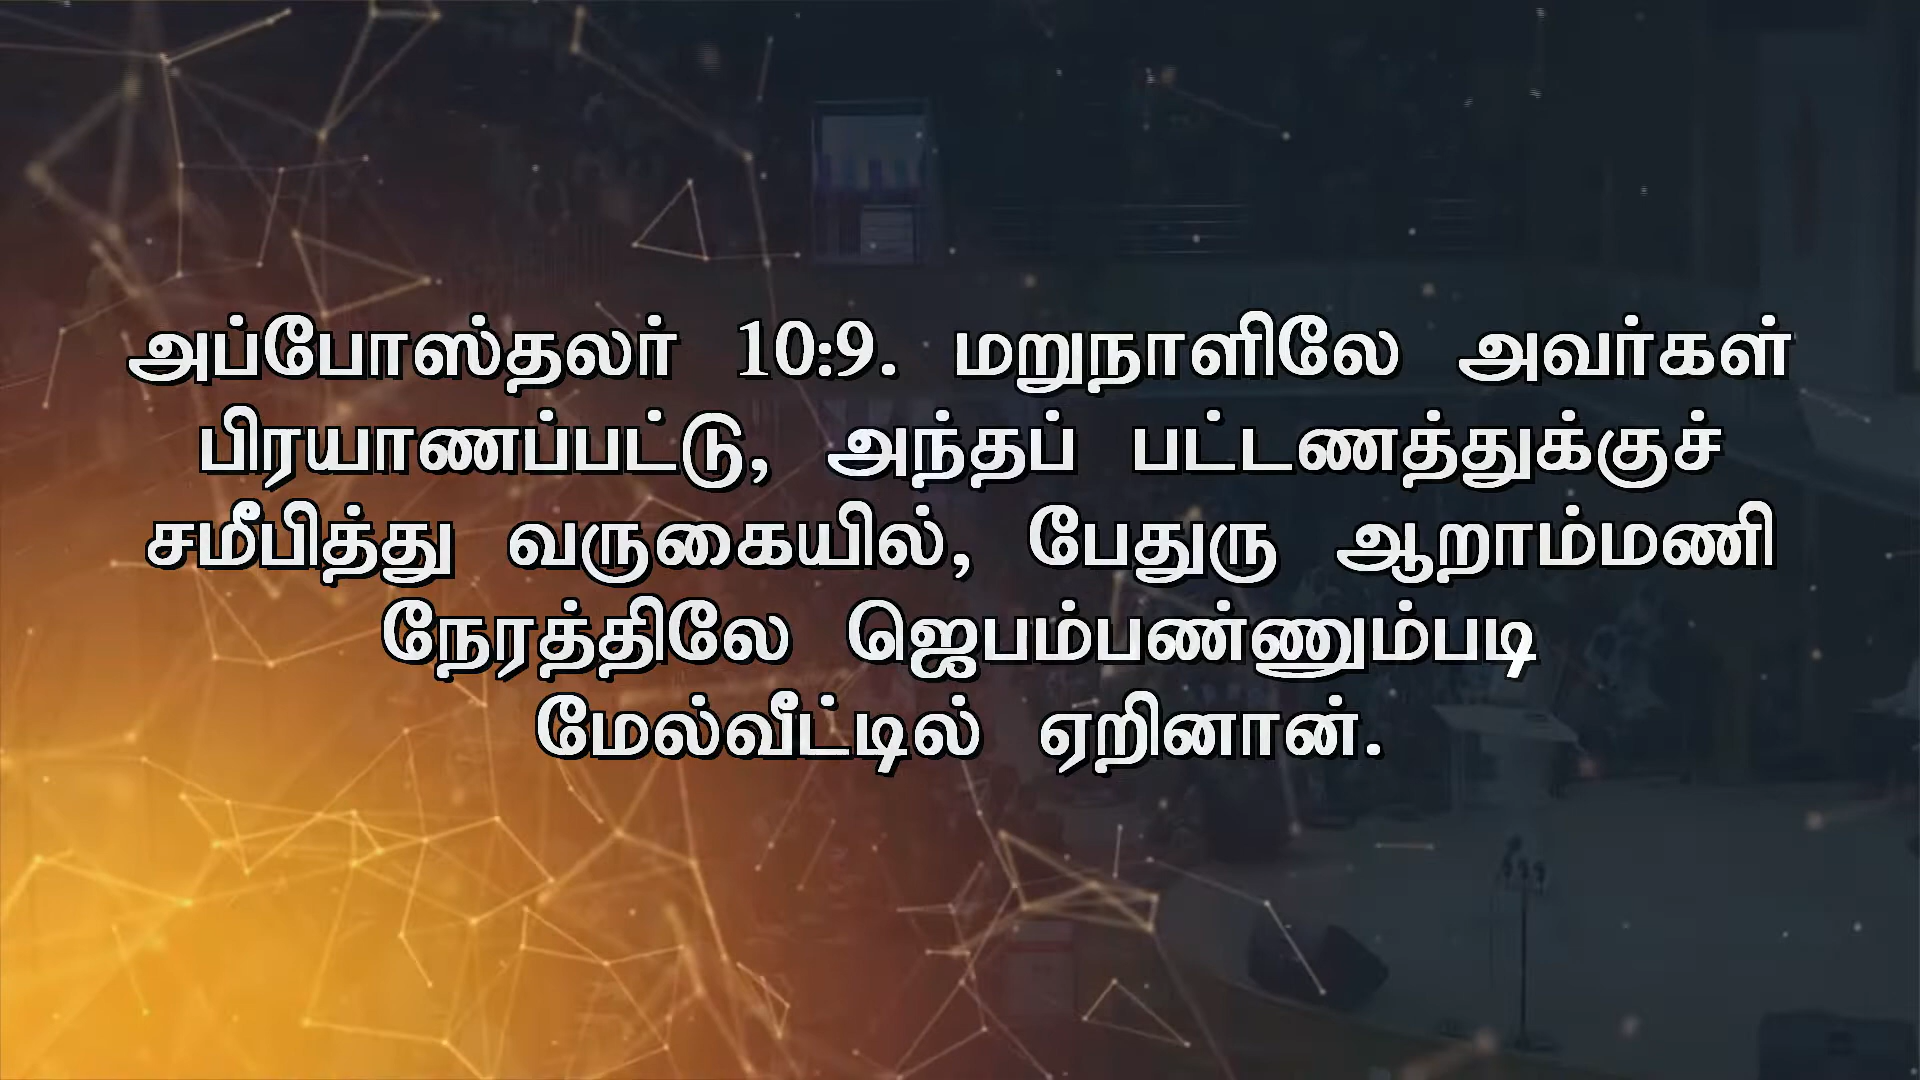 அப்போஸ்தலர் 10:9. மறுநாளிலே அவர்கள்
பிரயாணப்பட்டு, அந்தப் பட்டணத்துக்குச்
சமீபித்து வருகையில், பேதுரு ஆறாம்மணி
நேரத்திலே ஜெபம்பண்ணும்படி
மேல்வீட்டில் ஏறினான்.